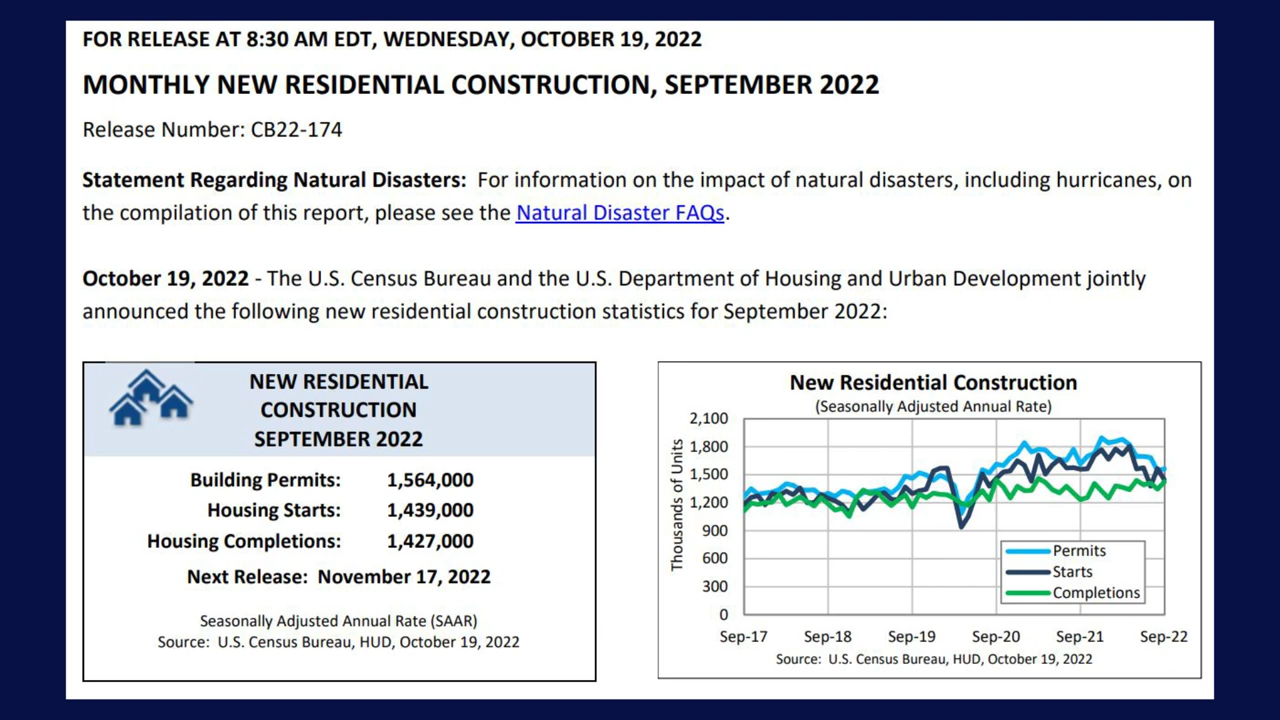 FOR RELEASE AT 8:30 AM EDT, WEDNESDAY, OCTOBER 19, 2022
MONTHLY NEW RESIDENTIAL CONSTRUCTION, SEPTEMBER 2022
Release Number: CB22-174
Statement Regarding Natural Disasters: For information on the impact of natural disasters, including hurricanes, on
the compilation of this report, please see the Natural Disaster FAQs.
October 19, 2022 - The U.S. Census Bureau and the U.S. Department of Housing and Urban Development jointly
announced the following new residential construction statistics for September 2022:
NEW RESIDENTIAL
CONSTRUCTION
SEPTEMBER 2022
Building Permits: 1,564,000
Housing Starts: 1,439,000
Housing Completions: 1,427,000
Next Release: November 17, 2022
Seasonally Adjusted Annual Rate (SAAR)
Source: U.S. Census Bureau, HUD, October 19, 2022
New Residential Construction
(Seasonally Adjusted Annual Rate)
Thousands of Units
2,100
1,800
1,500
1,200
900
600
300
0
Permits
Starts
Completions
Sep-17 Sep-18 Sep-19 Sep-20 Sep-21 Sep-22
Source: U.S. Census Bureau, HUD, October 19, 2022